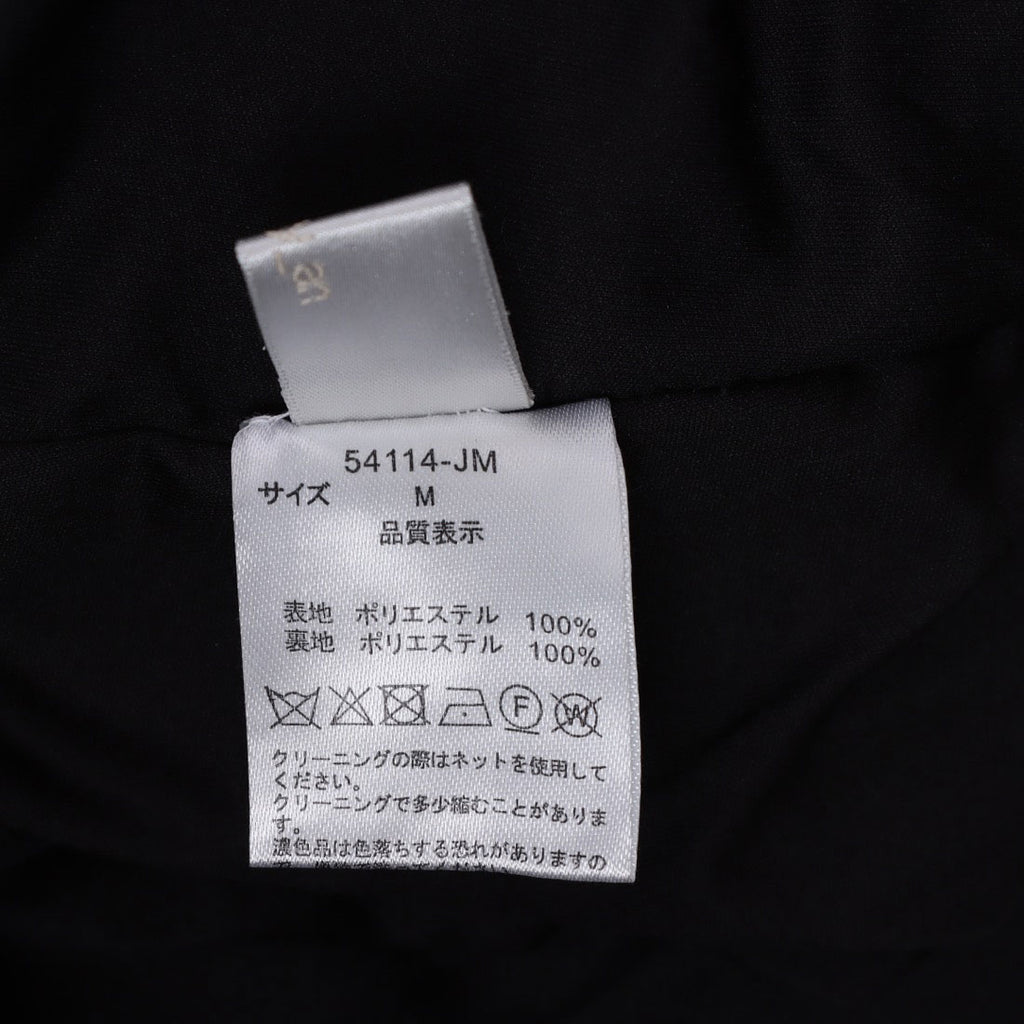 54114-JM
サイズ M
品質表示
表地 ポリエステル 100%
裏地 ポリエステル 100%
F W
クリーニングの際はネットを使用して
ください。
クリーニングで多少縮むことがありま
す。
濃色品は色落ちする恐れがありますの